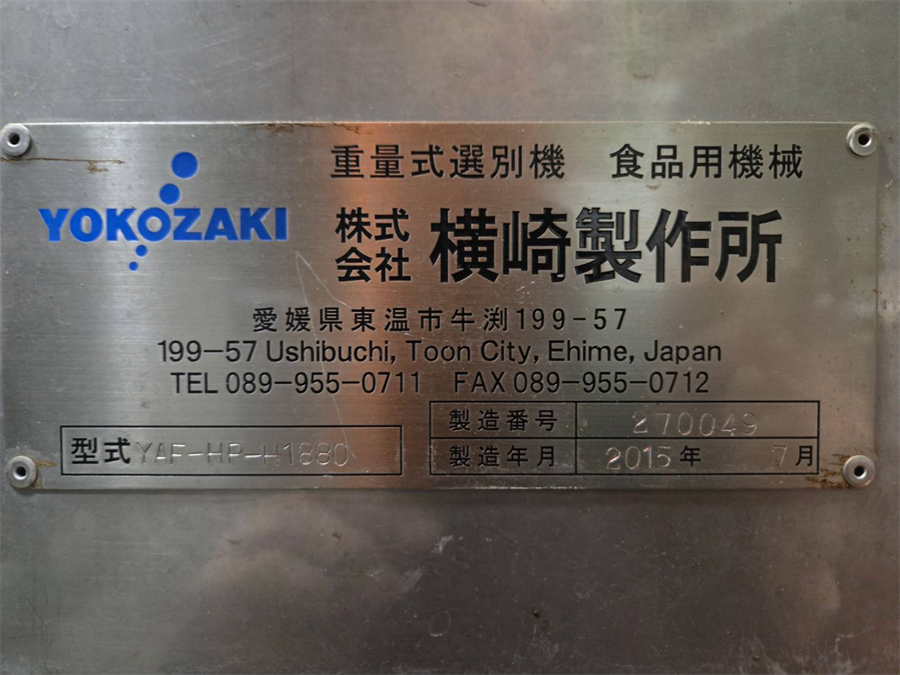 重量式選別機 食品用機械
YOKOZAKI
株式会社 横崎製作所
愛媛県東温市牛渕199-57
199-57 Ushibuchi, Toon City, Ehime, Japan
TEL 089-955-0711 FAX 089-955-0712
型式 YAF-HP-H1880
製造番号 270049
製造年月 2015年 7月